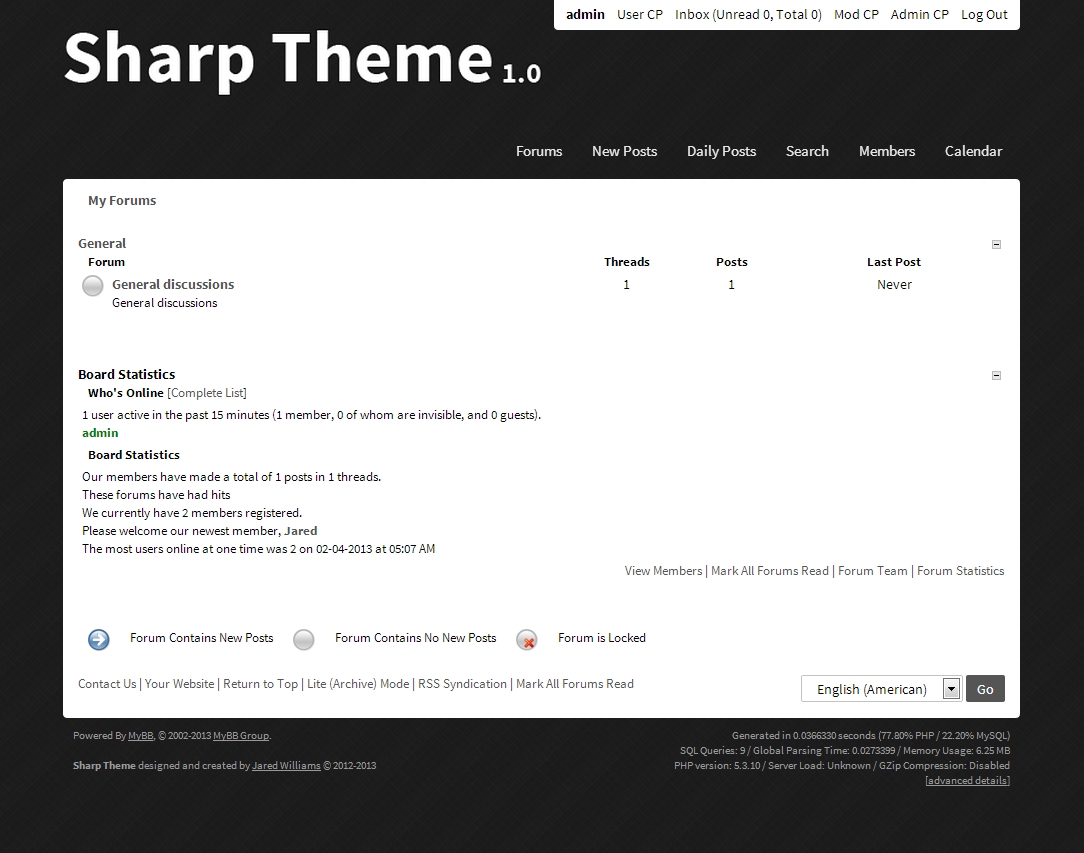 admin User CP Inbox (Unread 0, Total 0) Mod CP Admin CP Log Out
Sharp Theme 1.0
Forums New Posts Daily Posts Search Members Calendar
My Forums
General
Forum Threads Posts Last Post
General discussions 1 1 Never
General discussions
Board Statistics
Who's Online [Complete List]
1 user active in the past 15 minutes (1 member, 0 of whom are invisible, and 0 guests).
admin
Board Statistics
Our members have made a total of 1 posts in 1 threads.
These forums have had hits
We currently have 2 members registered.
Please welcome our newest member, Jared
The most users online at one time was 2 on 02-04-2013 at 05:07 AM
View Members | Mark All Forums Read | Forum Team | Forum Statistics
Forum Contains New Posts Forum Contains No New Posts Forum is Locked
Contact Us | Your Website | Return to Top | Lite (Archive) Mode | RSS Syndication | Mark All Forums Read English (American) Go
Powered By MyBB, © 2002-2013 MyBB Group. Generated in 0.0366330 seconds (77.80% PHP / 22.20% MySQL)
SQL Queries: 9 / Global Parsing Time: 0.0273399 / Memory Usage: 6.25 MB
Sharp Theme designed and created by Jared Williams © 2012-2013 PHP version: 5.3.10 / Server Load: Unknown / GZip Compression: Disabled
[advanced details]